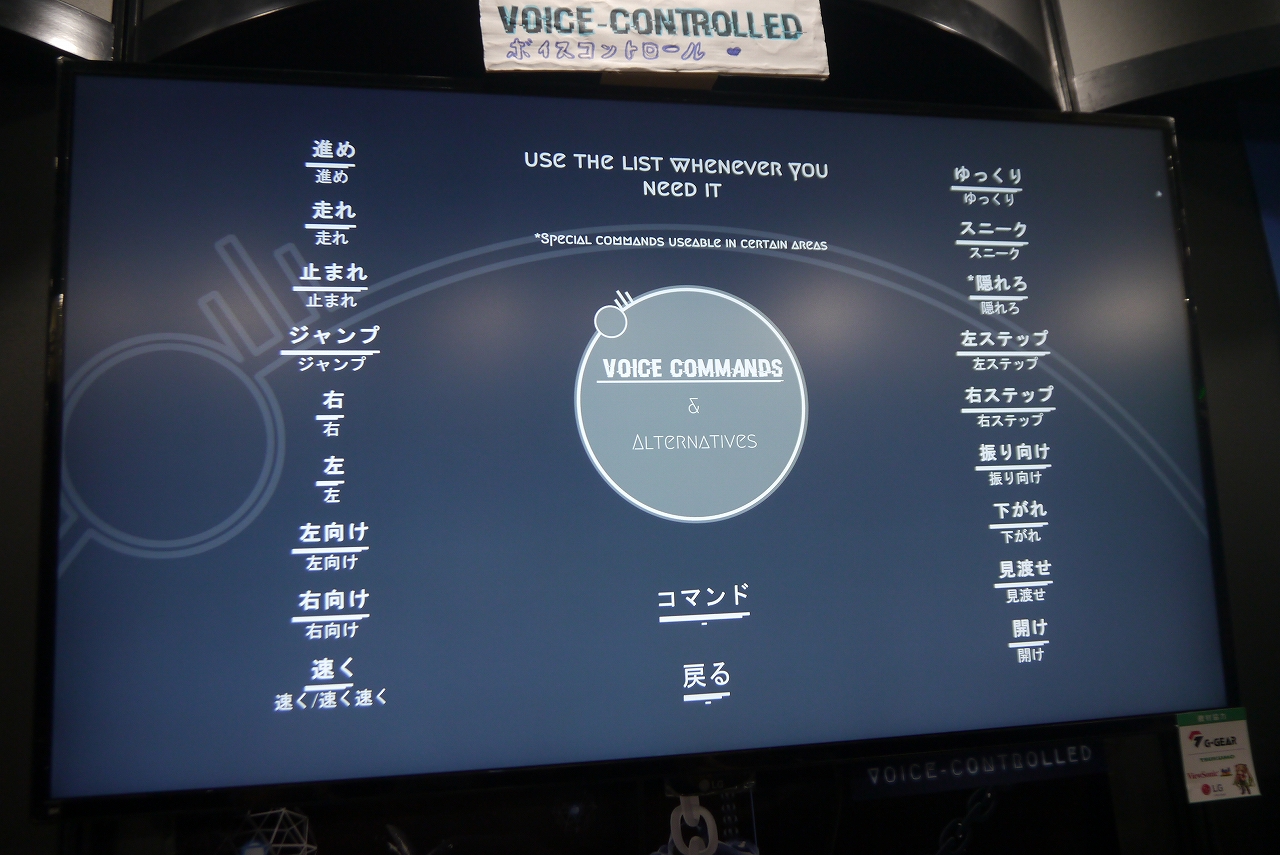 VOICE-CONTROLLED
ボイスコントロール
USE THE LIST WHENEVER YOU
NEED IT
*SPECIAL COMMANDS USEABLE IN CERTAIN AREAS
進め
進め
走れ
走れ
止まれ
止まれ
ジャンプ
ジャンプ
右
右
左
左
左向け
左向け
右向け
右向け
速く
速く/速く速く
VOICE COMMANDS
&
ALTERNATIVES
コマンド
-
戻る
-
ゆっくり
ゆっくり
スニーク
スニーク
*隠れろ
隠れろ
左ステップ
左ステップ
右ステップ
右ステップ
振り向け
振り向け
下がれ
下がれ
見渡せ
見渡せ
開け
開け
VOICE-CONTROLLED
G-GEAR
ViewSonic
LG